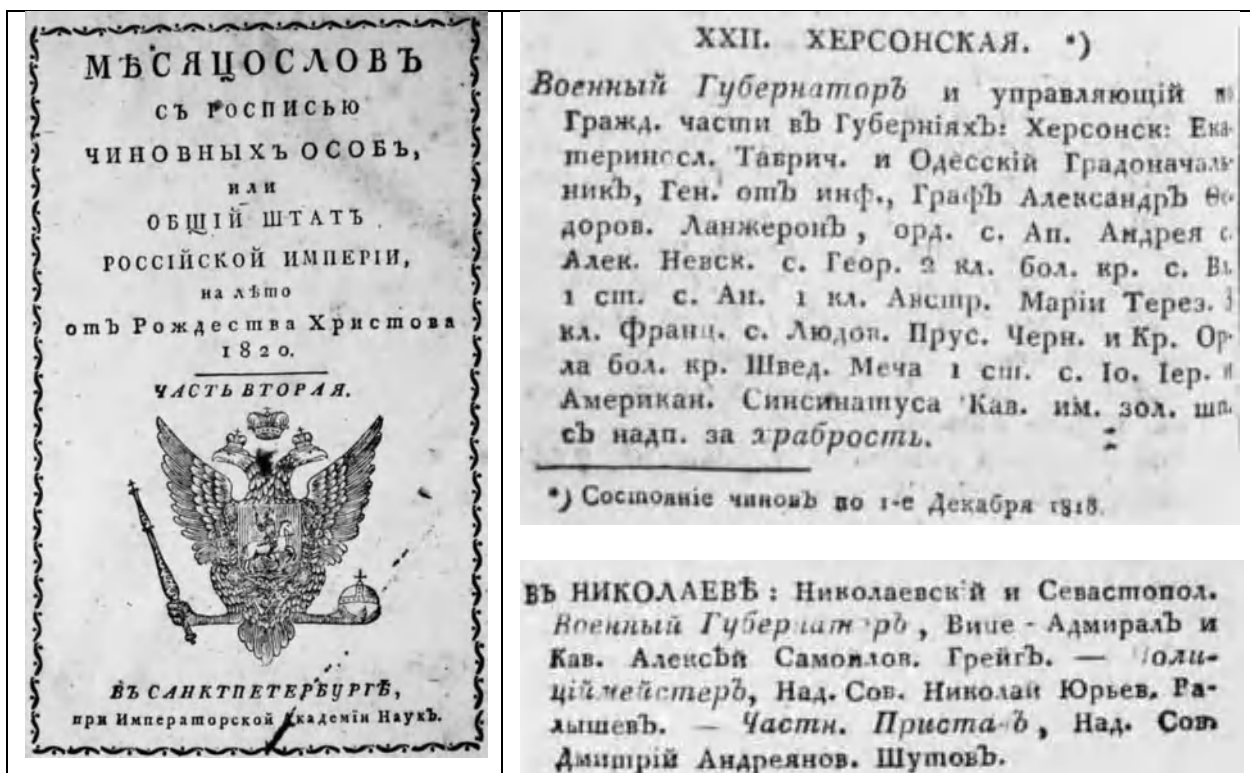 МѢСЯЦОСЛОВЪ
СЪ РОСПИСЬЮ
ЧИНОВНЫХЪ ОСОБЪ,
ИЛИ
ОБЩІЙ ШТАТЪ
РОССІЙСКОЙ ИМПЕРІИ,
на лѣто
отЪ Рождества Христова
1820.
ЧАСТЬ ВТОРАЯ.
ВЪ САНКТПЕТЕРБУРГѢ,
при Императорской Академіи НаукЪ.
XXII. ХЕРСОНСКАЯ. *)
Военный ГубернаторЪ и управляющій
Гражд. части вЪ ГуберніяхЪ: Херсонск: Ека-
териносл. Таврич. и Одесскій Градоначаль-
никЪ, Ген. отЪ инф., ГрафЪ АлександрЪ Ѳе-
доров. ЛанжеронЪ, орд. с. Ап. Андрея с.
Алек. Невск. с. Геор. 2 кл. бол. кр. с. Вл.
1 ст. с. Ан. 1 кл. Австр. Маріи Терез. 3
кл. Франц. с. Людов. Прус. Черн. и Кр. Ор-
ла бол. кр. Швед. Меча 1 ст. с. Іо. Іер. и
Американ. Синсинатуса Кав. им. зол. шп.
сЪ надп. за храбрость.
*) Состояніе чиновЪ по 1-е Декабря 1818.
ВЪ НИКОЛАЕВѢ: Николаевскій и Севастопол.
Военный ГубернаторЪ, Вице-АдмиралЪ и
Кав. Алексѣй Самойлов. ГрейгЪ. — Поли-
ціймейстерЪ, Над. Сов. Николай Юрьев. Ра-
лышевЪ. — Частн. ПриставЪ, Над. Сов.
Дмитрій Андреянов. ШутовЪ.